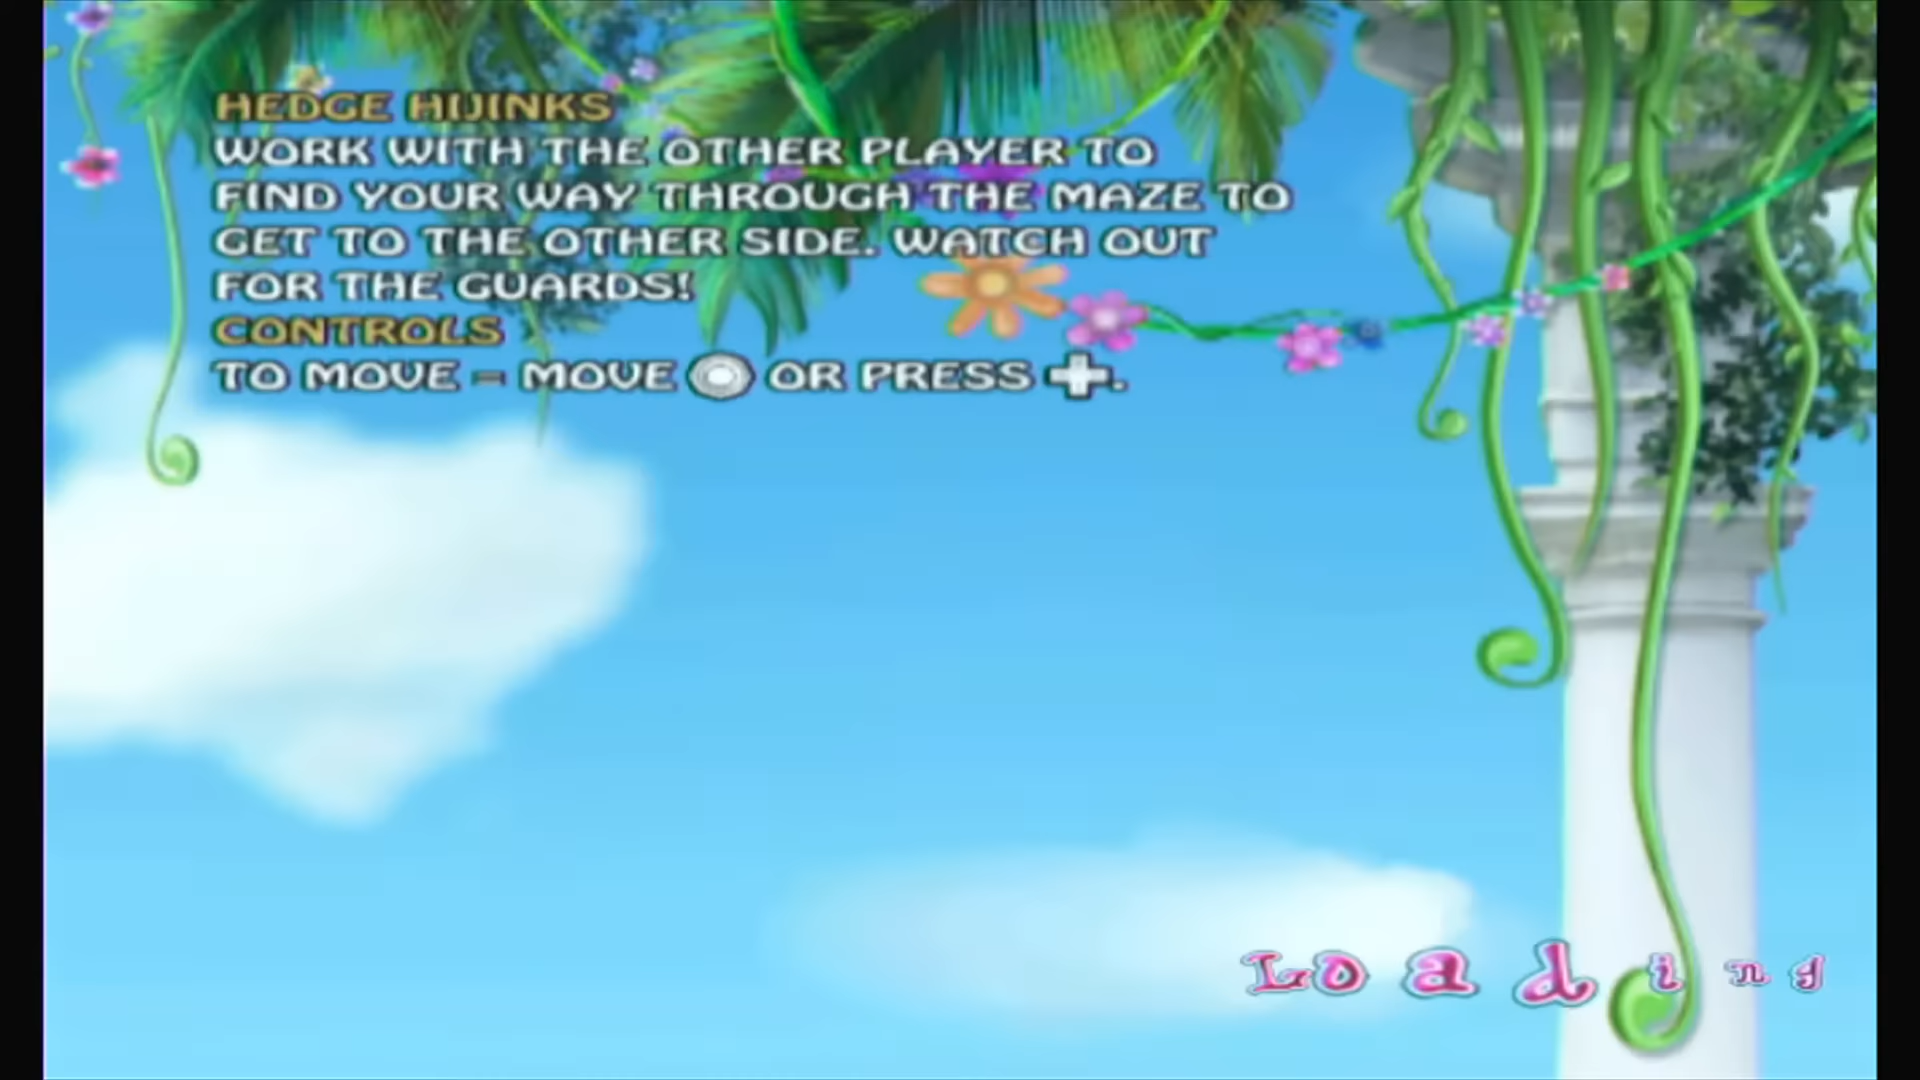 HEDGE HIJINKS
WORK WITH THE OTHER PLAYER TO
FIND YOUR WAY THROUGH THE MAZE TO
GET TO THE OTHER SIDE. WATCH OUT
FOR THE GUARDS!
CONTROLS
TO MOVE - MOVE OR PRESS .
Loading